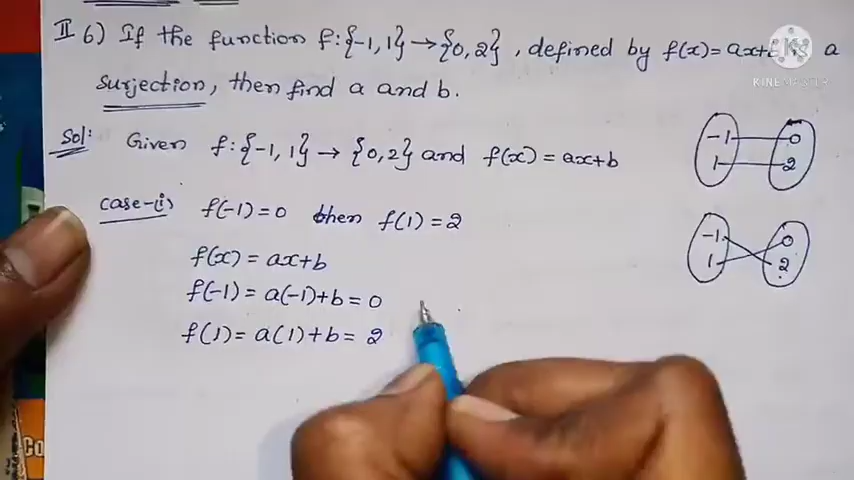 II 6) If the function f:{-1,1}→{0,2}, defined by f(x)=ax+b a
surjection, then find a and b.
Sol: Given f:{-1,1}→{0,2} and f(x)=ax+b
case-(i) f(-1)=0 then f(1)=2
f(x)=ax+b
f(-1)=a(-1)+b=0
f(1)=a(1)+b=2
-1 0
1 2
-1 0
1 2
KINEMASTER
Co